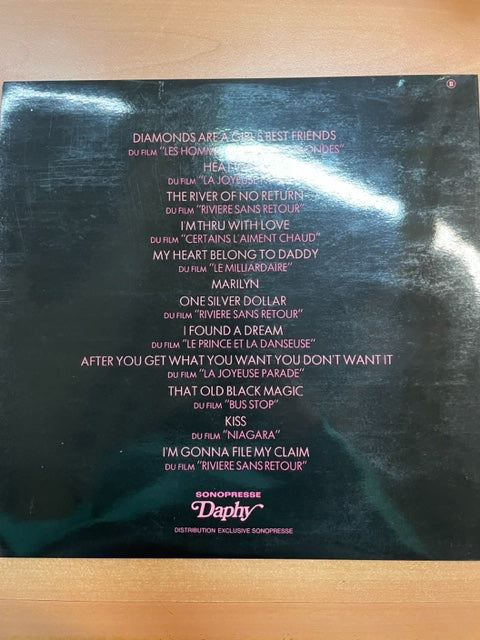 B
DIAMONDS ARE A GIRL'S BEST FRIENDS
DU FILM "LES HOMM ONDES"
HEA
DU FILM "LA JOYEUSE
THE RIVER OF NO RETURN
DU FILM "RIVIERE SANS RETOUR"
I'M THRU WITH LOVE
DU FILM "CERTAINS L'AIMENT CHAUD"
MY HEART BELONG TO DADDY
DU FILM "LE MILLIARDAIRE"
MARILYN
ONE SILVER DOLLAR
DU FILM "RIVIERE SANS RETOUR"
I FOUND A DREAM
DU FILM "LE PRINCE ET LA DANSEUSE"
AFTER YOU GET WHAT YOU WANT YOU DON'T WANT IT
DU FILM "LA JOYEUSE PARADE"
THAT OLD BLACK MAGIC
DU FILM "BUS STOP"
KISS
DU FILM "NIAGARA"
I'M GONNA FILE MY CLAIM
DU FILM "RIVIERE SANS RETOUR"
SONOPRESSE
Daphy
DISTRIBUTION EXCLUSIVE SONOPRESSE